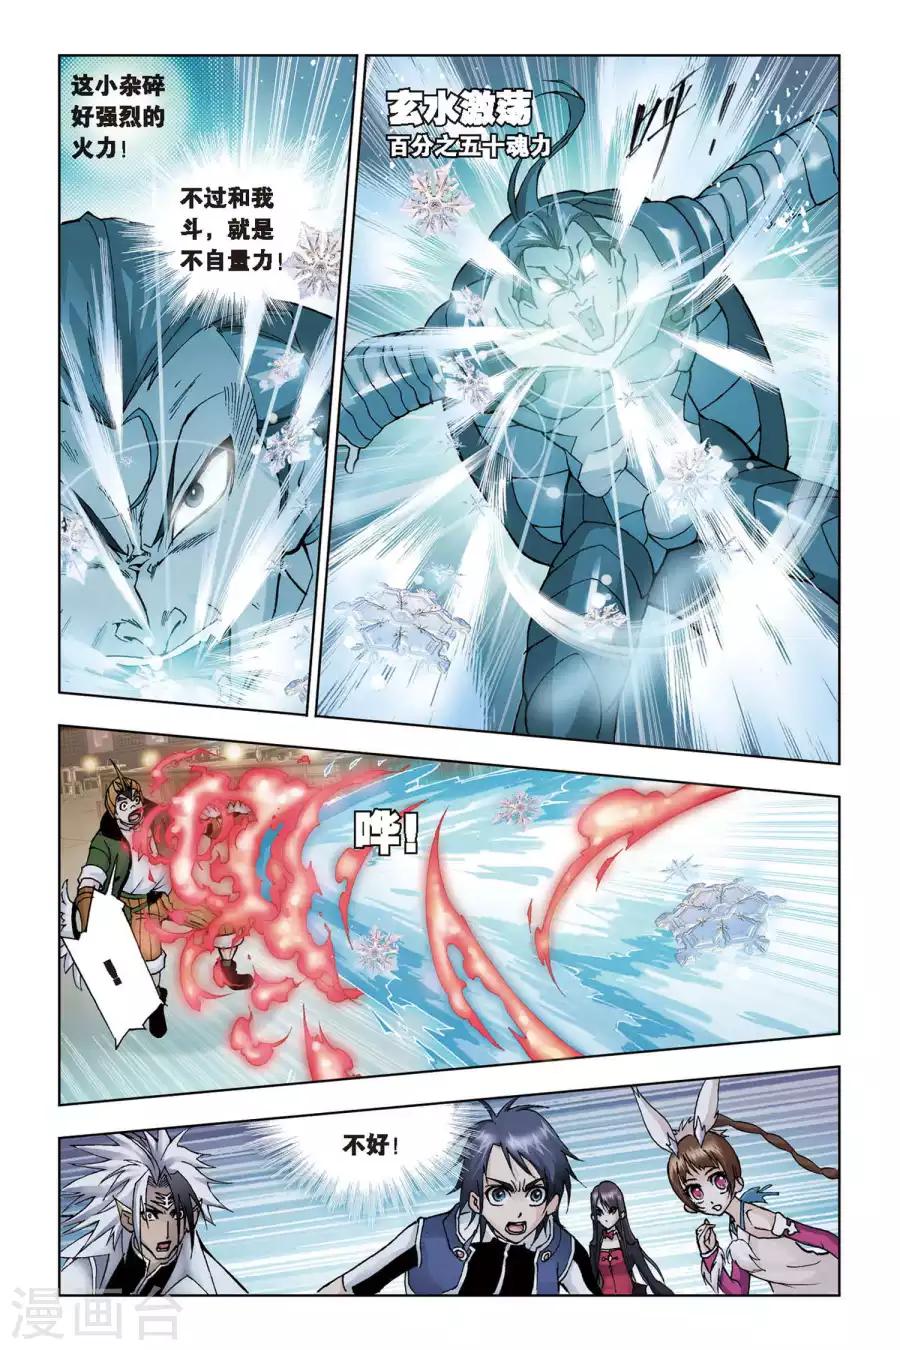 这小杂碎
好强烈的
火力！
不过和我
斗，就是
不自量力！
玄水激荡
百分之五十魂力
哗！
！
不好！
漫画台